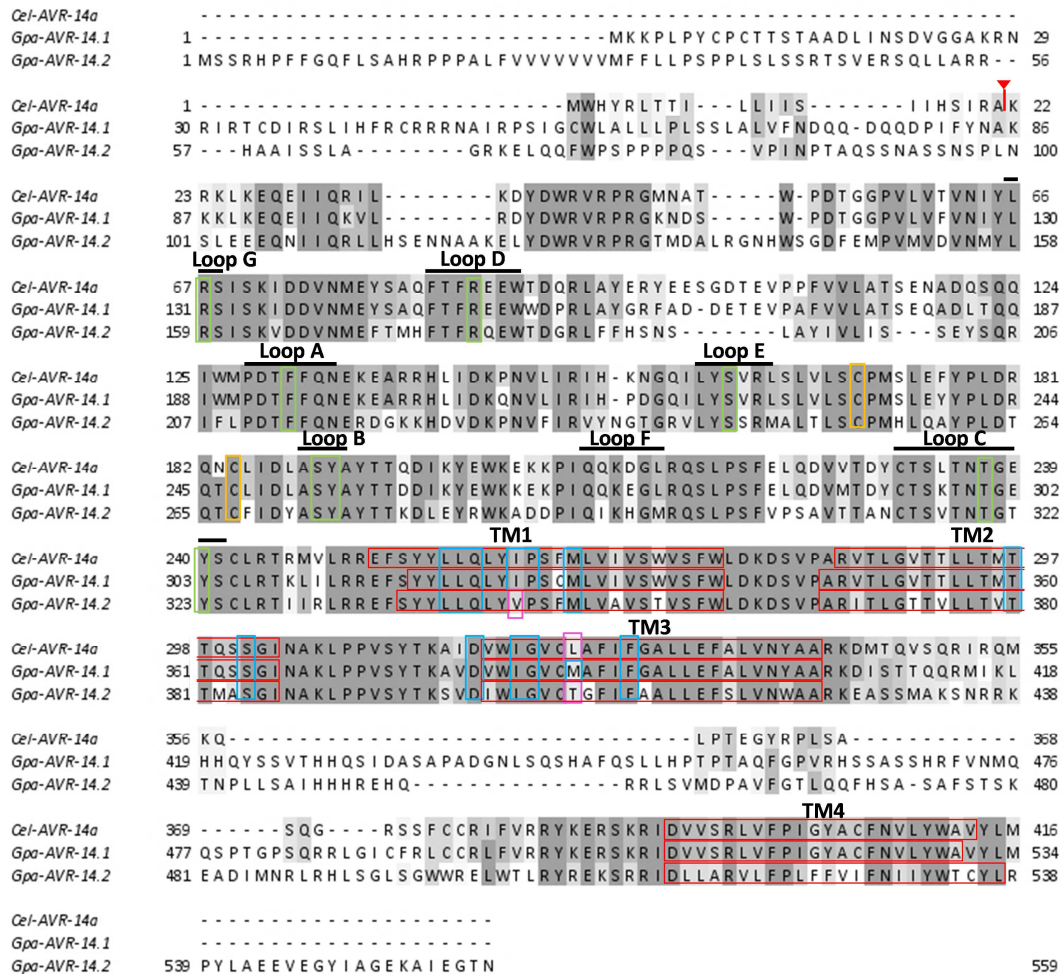 Cel-AVR-14a ----------------------------------------------------------
Gpa-AVR-14.1 1 -----------------------------MKKPLPYCPCTTSTAADLINSDVGGAKRN 29
Gpa-AVR-14.2 1 MSSRHPFFGQFLSAHRPPPALFVVVVVVVVMFFLLPSPPLSLSSRTSVERSQLLARR-- 56
Cel-AVR-14a 1 --------------------------MWHYRLTTI---LLIIS-------IIHSIRAK 22
Gpa-AVR-14.1 30 RIRTCDIRSLIHFRCRRRNAIRPSIGCWLALLLPLSSLALVFNDQQ-DQQDPIFYNAK 86
Gpa-AVR-14.2 57 ---HAAISSLA--------GRKELQQFWPSPPPPQS---VPINPTAQSSNASSNSPLN 100
Cel-AVR-14a 23 RKLKEQEIIQRIL--------KDYDWRVRPRGMNAT-----W-PDTGGPVLVTVNIYL 66
Gpa-AVR-14.1 87 KKLKEQEIIQKVL--------RDYDWRVRPRGKNDS-----W-PDTGGPVLVFVNIYL 130
Gpa-AVR-14.2 101 SLEEEQNIIQRLLHSENNAAKELYDWRVRPRGTMDALRGNHWSGDFEMPVMVDVNMYL 158
Loop G Loop D
Cel-AVR-14a 67 RSISKIDDVNMEYSAQFTFREEWTDQRLAYERYEESGDTEVPPFVVLATSENADQSQQ 124
Gpa-AVR-14.1 131 RSISKIDDVNMEYSAQFTFREEWWDPRLAYGRFAD-DETEVPAFVVLATSEQADLTQQ 187
Gpa-AVR-14.2 159 RSISKVDDVNMEFTMHFTFRQEWTDGRLFFHSNS-------LAYIVLIS---SEYSQR 206
Loop A Loop E
Cel-AVR-14a 125 IWMPDTFFQNEKEARRHLIDKPNVLIRIH-KNGQILYSVRLSLVLSCPMSLEFYPLDR 181
Gpa-AVR-14.1 188 IWMPDTFFQNEKEARRHLIDKQNVLIRIH-PDGQILYSVRLSLVLSCPMSLEYYPLDR 244
Gpa-AVR-14.2 207 IFLPDTFFQNERDGKKHDVDKPNTFIRVYNGTGRVLYSSRMALTLSCPMHLQAYPLDT 264
Loop B Loop F Loop C
Cel-AVR-14a 182 QNCLIDLASYAYTTQDIKYEWKEKKPIQQKDGLRQSLPSFELQDVVTDYCTSLTNTGE 239
Gpa-AVR-14.1 245 QTCLIDLASYAYTTDDIKYEWKKEKPIQQKEGLRQSLPSFELQDVMTDYCTSKTNTGE 302
Gpa-AVR-14.2 265 QTCFIDYASYAYTTKDLEYRWKADDPIQIKHGMRQSLPSFELQDVSTTYCTSVTNTGT 322
TM1 TM2
Cel-AVR-14a 240 YSCLRTRMVLRREFSYYLLQLYIPSFMLVIVSWVSFWLDKDSVPARVTLGVTTLLTMT 297
Gpa-AVR-14.1 303 YSCLRTKLILRREFSYYLLQLYIPSCMLVIVSWVSFWLDKDSVPARVTLGVTTLLTMT 360
Gpa-AVR-14.2 323 YSCLRTIIRLRREFSYYLLQLYVPSFMLVAVSTVSFWLDKDSVPARITLGTTVLLTVT 380
TM3
Cel-AVR-14a 298 TQSSGINAKLPPVSYTKAIDVWIGVCLAFIFGALLEFALVNYAARKDMTQVSQRIRQM 355
Gpa-AVR-14.1 361 TQSSGINAKLPPVSYTKAVDVWIGVCMAFIFGALLEFALVNYAARKDISTTQQRMIKL 418
Gpa-AVR-14.2 381 TMASGINAKLPPVSYTKSVDIWIGVCTGFIFAALLEFSLVNWAARKEASSMAKSNRRK 438
Cel-AVR-14a 356 KQ---------------------------------LPTEGYRPLSA------------ 368
Gpa-AVR-14.1 419 HHQYSSVTHHQSIDASAPADGNLSQSHAFQSLLHPTPTAQFGPVRHSSASSHRFVNMQ 476
Gpa-AVR-14.2 439 TNPLLSAIHHHREHQ---------------RRLSVMDPAVFGTLQQFHSA-SAFSTSK 480
TM4
Cel-AVR-14a 369 ------SQG----RSSFCCRIFVRRYKERSKRIDVVSRLVFPIGYACFNVLYWAVYLM 416
Gpa-AVR-14.1 477 QSPTGPSQRRLGICFRLCCRLFVRRYKERSKRIDVVSRLVFPIGYACFNVLYWAVYLM 534
Gpa-AVR-14.2 481 EADIMNRLRHLSGLSGWWRELWTLRYREKSRRIDLLARVLFPLFFVIFNIIYWTCYLR 538
Cel-AVR-14a ---------------------
Gpa-AVR-14.1 ---------------------
Gpa-AVR-14.2 539 PYLAEEVEGYIAGEKAIEGTN 559